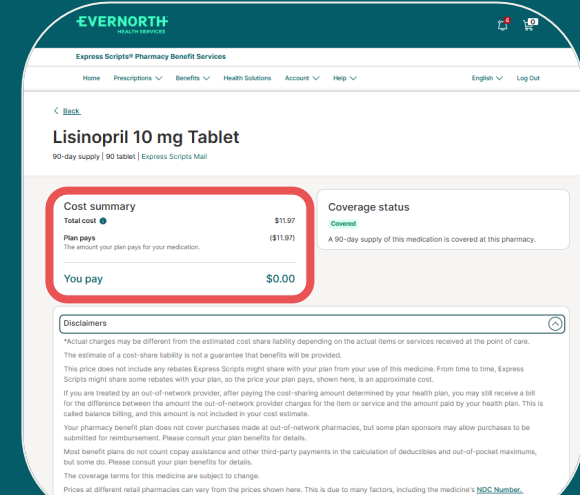 EVERNORTH
HEALTH SERVICES
4
0
Express Scripts® Pharmacy Benefit Services
Home Prescriptions Benefits Health Solutions Account Help English Log Out
Back
Lisinopril 10 mg Tablet
90-day supply | 90 tablet | Express Scripts Mail
Cost summary
Total cost $11.97
Plan pays ($11.97)
The amount your plan pays for your medication.
You pay $0.00
Coverage status
Covered
A 90-day supply of this medication is covered at this pharmacy.
Disclaimers
*Actual charges may be different from the estimated cost share liability depending on the actual items or services received at the point of care.
The estimate of a cost-share liability is not a guarantee that benefits will be provided.
This price does not include any rebates Express Scripts might share with your plan from your use of this medicine. From time to time, Express
Scripts might share some rebates with your plan, so the price your plan pays, shown here, is an approximate cost.
If you are treated by an out-of-network provider, after paying the cost-sharing amount determined by your health plan, you may still receive a bill
for the difference between the amount the out-of-network provider charges for the item or service and the amount paid by your health plan. This is
called balance billing, and this amount is not included in your cost estimate.
Your pharmacy benefit plan does not cover purchases made at out-of-network pharmacies, but some plan sponsors may allow purchases to be
submitted for reimbursement. Please consult your plan benefits for details.
Most benefit plans do not count copay assistance and other third-party payments in the calculation of deductibles and out-of-pocket maximums,
but some do. Please consult your plan benefits for details.
The coverage terms for this medicine are subject to change.
Prices at different retail pharmacies can vary from the prices shown here. This is due to many factors, including the medicine's NDC Number.